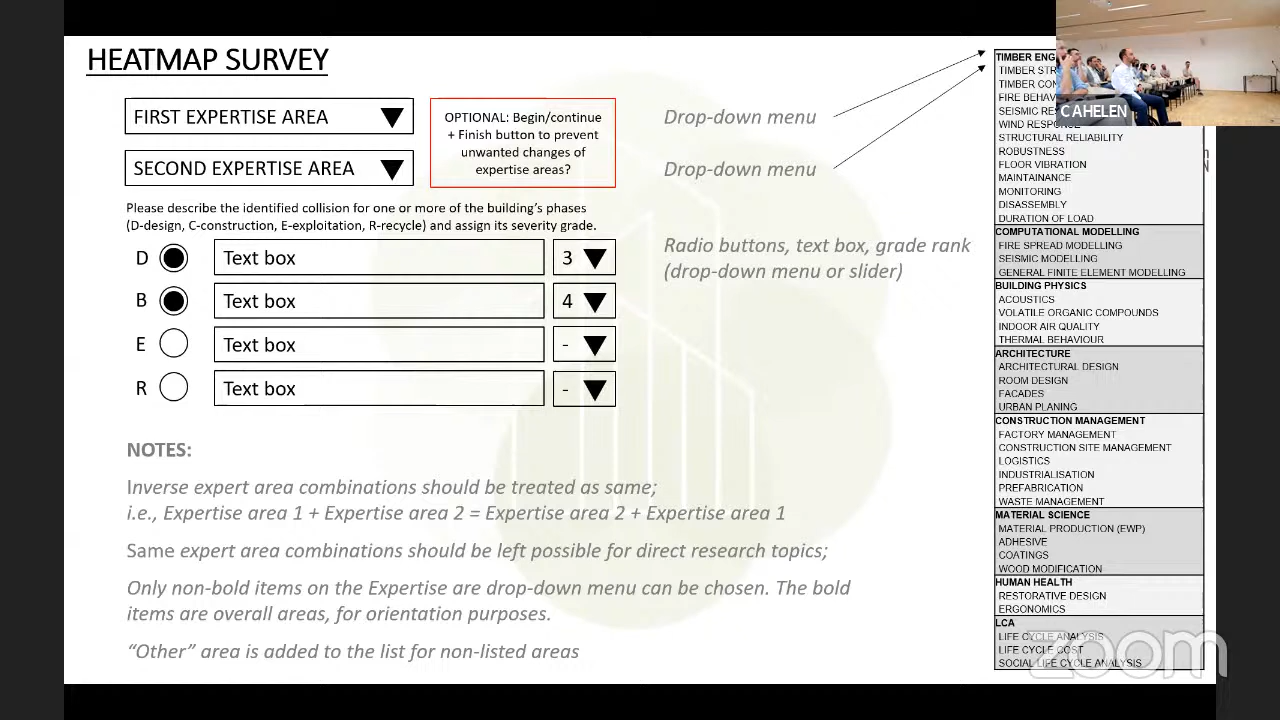 HEATMAP SURVEY
FIRST EXPERTISE AREA
SECOND EXPERTISE AREA
OPTIONAL: Begin/continue
+ Finish button to prevent
unwanted changes of
expertise areas?
Drop-down menu
Drop-down menu
Please describe the identified collision for one or more of the building's phases
(D-design, C-construction, E-exploitation, R-recycle) and assign its severity grade.
D Text box 3
B Text box 4
E Text box -
R Text box -
Radio buttons, text box, grade rank
(drop-down menu or slider)
NOTES:
Inverse expert area combinations should be treated as same;
i.e., Expertise area 1 + Expertise area 2 = Expertise area 2 + Expertise area 1
Same expert area combinations should be left possible for direct research topics;
Only non-bold items on the Expertise are drop-down menu can be chosen. The bold
items are overall areas, for orientation purposes.
“Other” area is added to the list for non-listed areas
TIMBER
TIMBER
TIMBER
FIRE
SEISMIC
WIND RESPONSE
STRUCTURAL RELIABILITY
ROBUSTNESS
FLOOR VIBRATION
MAINTAINANCE
MONITORING
DISASSEMBLY
DURATION OF LOAD
COMPUTATIONAL MODELLING
FIRE SPREAD MODELLING
SEISMIC MODELLING
GENERAL FINITE ELEMENT MODELLING
BUILDING PHYSICS
ACOUSTICS
VOLATILE ORGANIC COMPOUNDS
INDOOR AIR QUALITY
THERMAL BEHAVIOUR
ARCHITECTURE
ARCHITECTURAL DESIGN
ROOM DESIGN
FACADES
URBAN PLANING
CONSTRUCTION MANAGEMENT
FACTORY MANAGEMENT
CONSTRUCTION SITE MANAGEMENT
LOGISTICS
INDUSTRIALISATION
PREFABRICATION
WASTE MANAGEMENT
MATERIAL SCIENCE
MATERIAL PRODUCTION (EWP)
ADHESIVE
COATINGS
WOOD MODIFICATION
HUMAN HEALTH
RESTORATIVE DESIGN
ERGONOMICS
LCA
LIFE CYCLE ANALYSIS
LIFE CYCLE COST
SOCIAL LIFE CYCLE ANALYSIS
C AHELEN
zoom